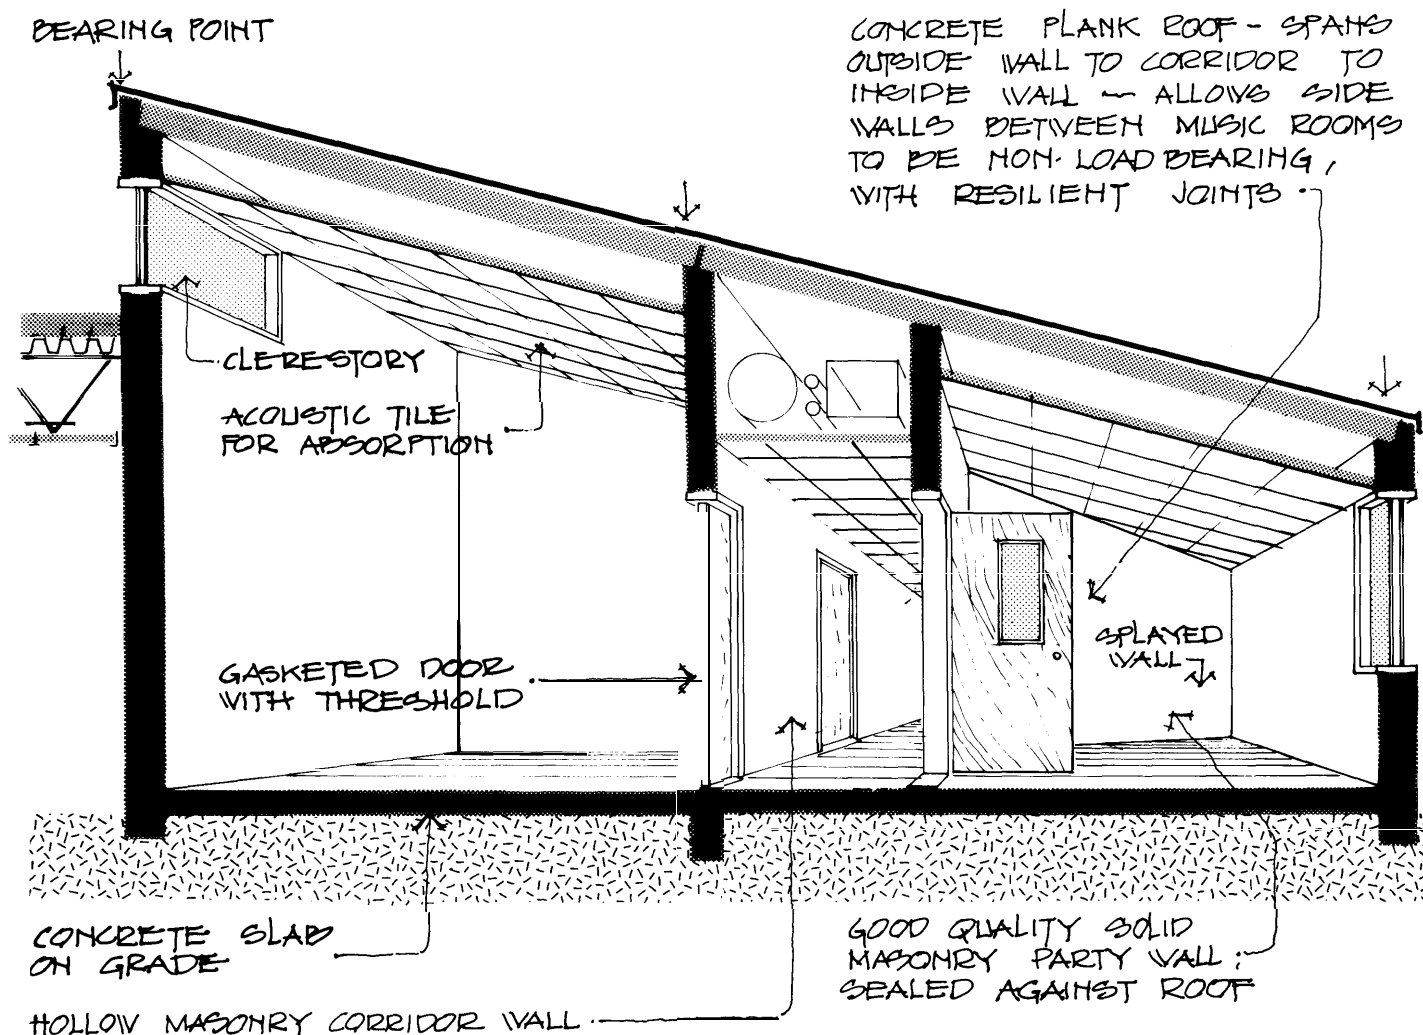 BEARING POINT
CONCRETE PLANK ROOF - SPANS
OUTSIDE WALL TO CORRIDOR TO
INSIDE WALL - ALLOWS SIDE
WALLS BETWEEN MUSIC ROOMS
TO BE NON-LOAD BEARING,
WITH RESILIENT JOINTS
CLERESTORY
ACOUSTIC TILE
FOR ABSORPTION
GASKETED DOOR
WITH THRESHOLD
SPLAYED
WALL
CONCRETE SLAB
ON GRADE
HOLLOW MASONRY CORRIDOR WALL
GOOD QUALITY SOLID
MASONRY PARTY WALL;
SEALED AGAINST ROOF